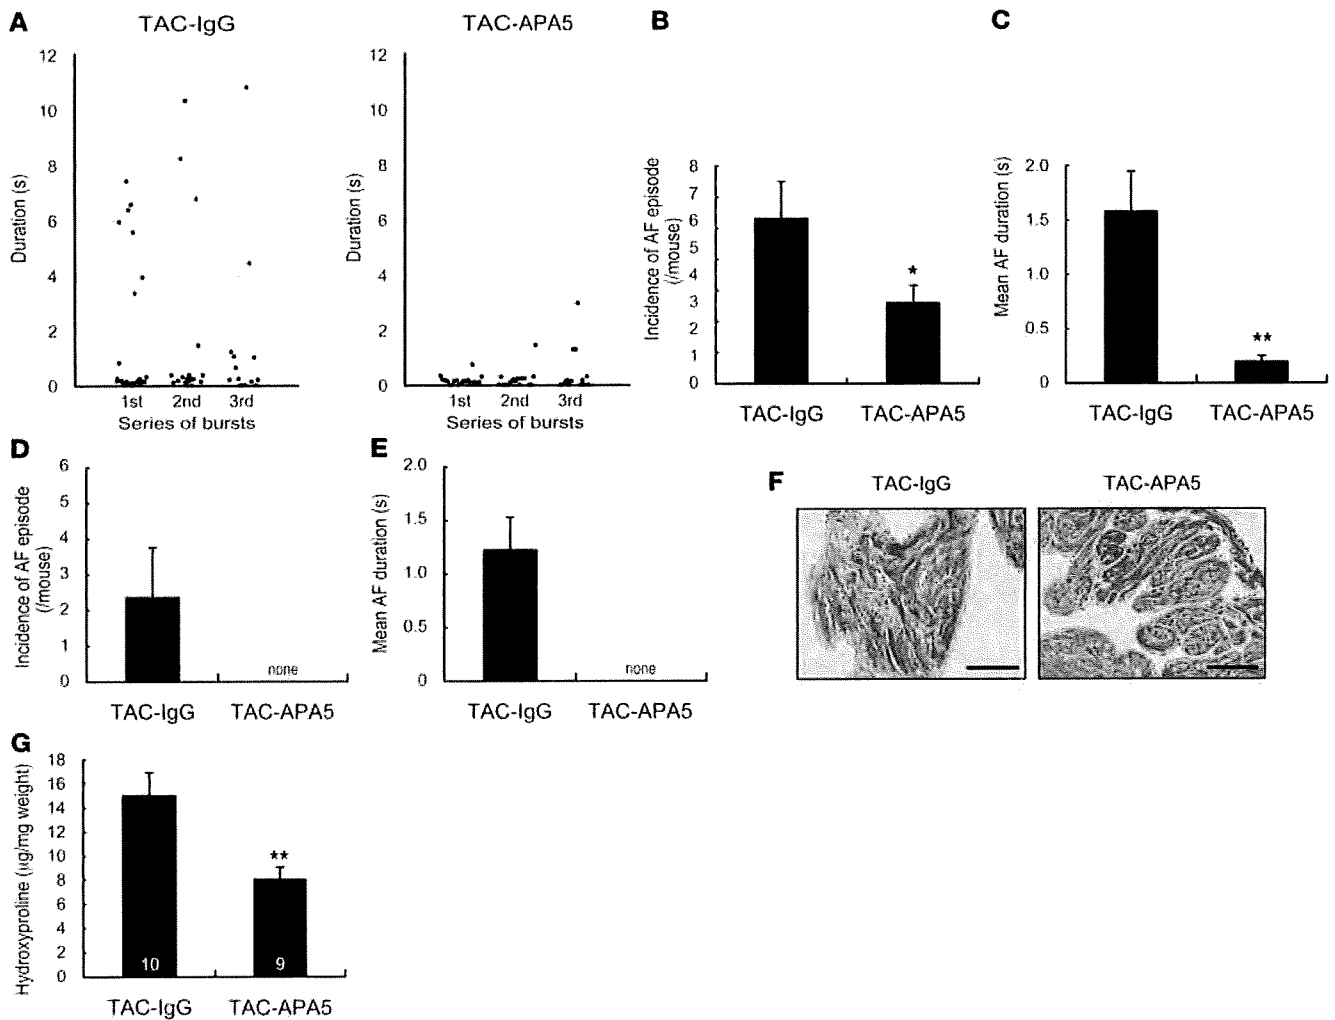 A
TAC-IgG
TAC-APA5
12
10
8
6
4
2
0
Duration (s)
1st 2nd 3rd
Series of bursts
12
10
8
6
4
2
0
Duration (s)
1st 2nd 3rd
Series of bursts
B
8
7
6
5
4
3
2
1
0
Incidence of AF episode
(/mouse)
*
TAC-IgG TAC-APA5
C
2.0
1.5
1.0
0.5
0
Mean AF duration (s)
**
TAC-IgG TAC-APA5
D
6
5
4
3
2
1
0
Incidence of AF episode
(/mouse)
none
TAC-IgG TAC-APA5
E
2.0
1.5
1.0
0.5
0
Mean AF duration (s)
none
TAC-IgG TAC-APA5
F
TAC-IgG
TAC-APA5
G
18
16
14
12
10
8
6
4
2
0
Hydroxyproline (μg/mg weight)
**
10
9
TAC-IgG TAC-APA5